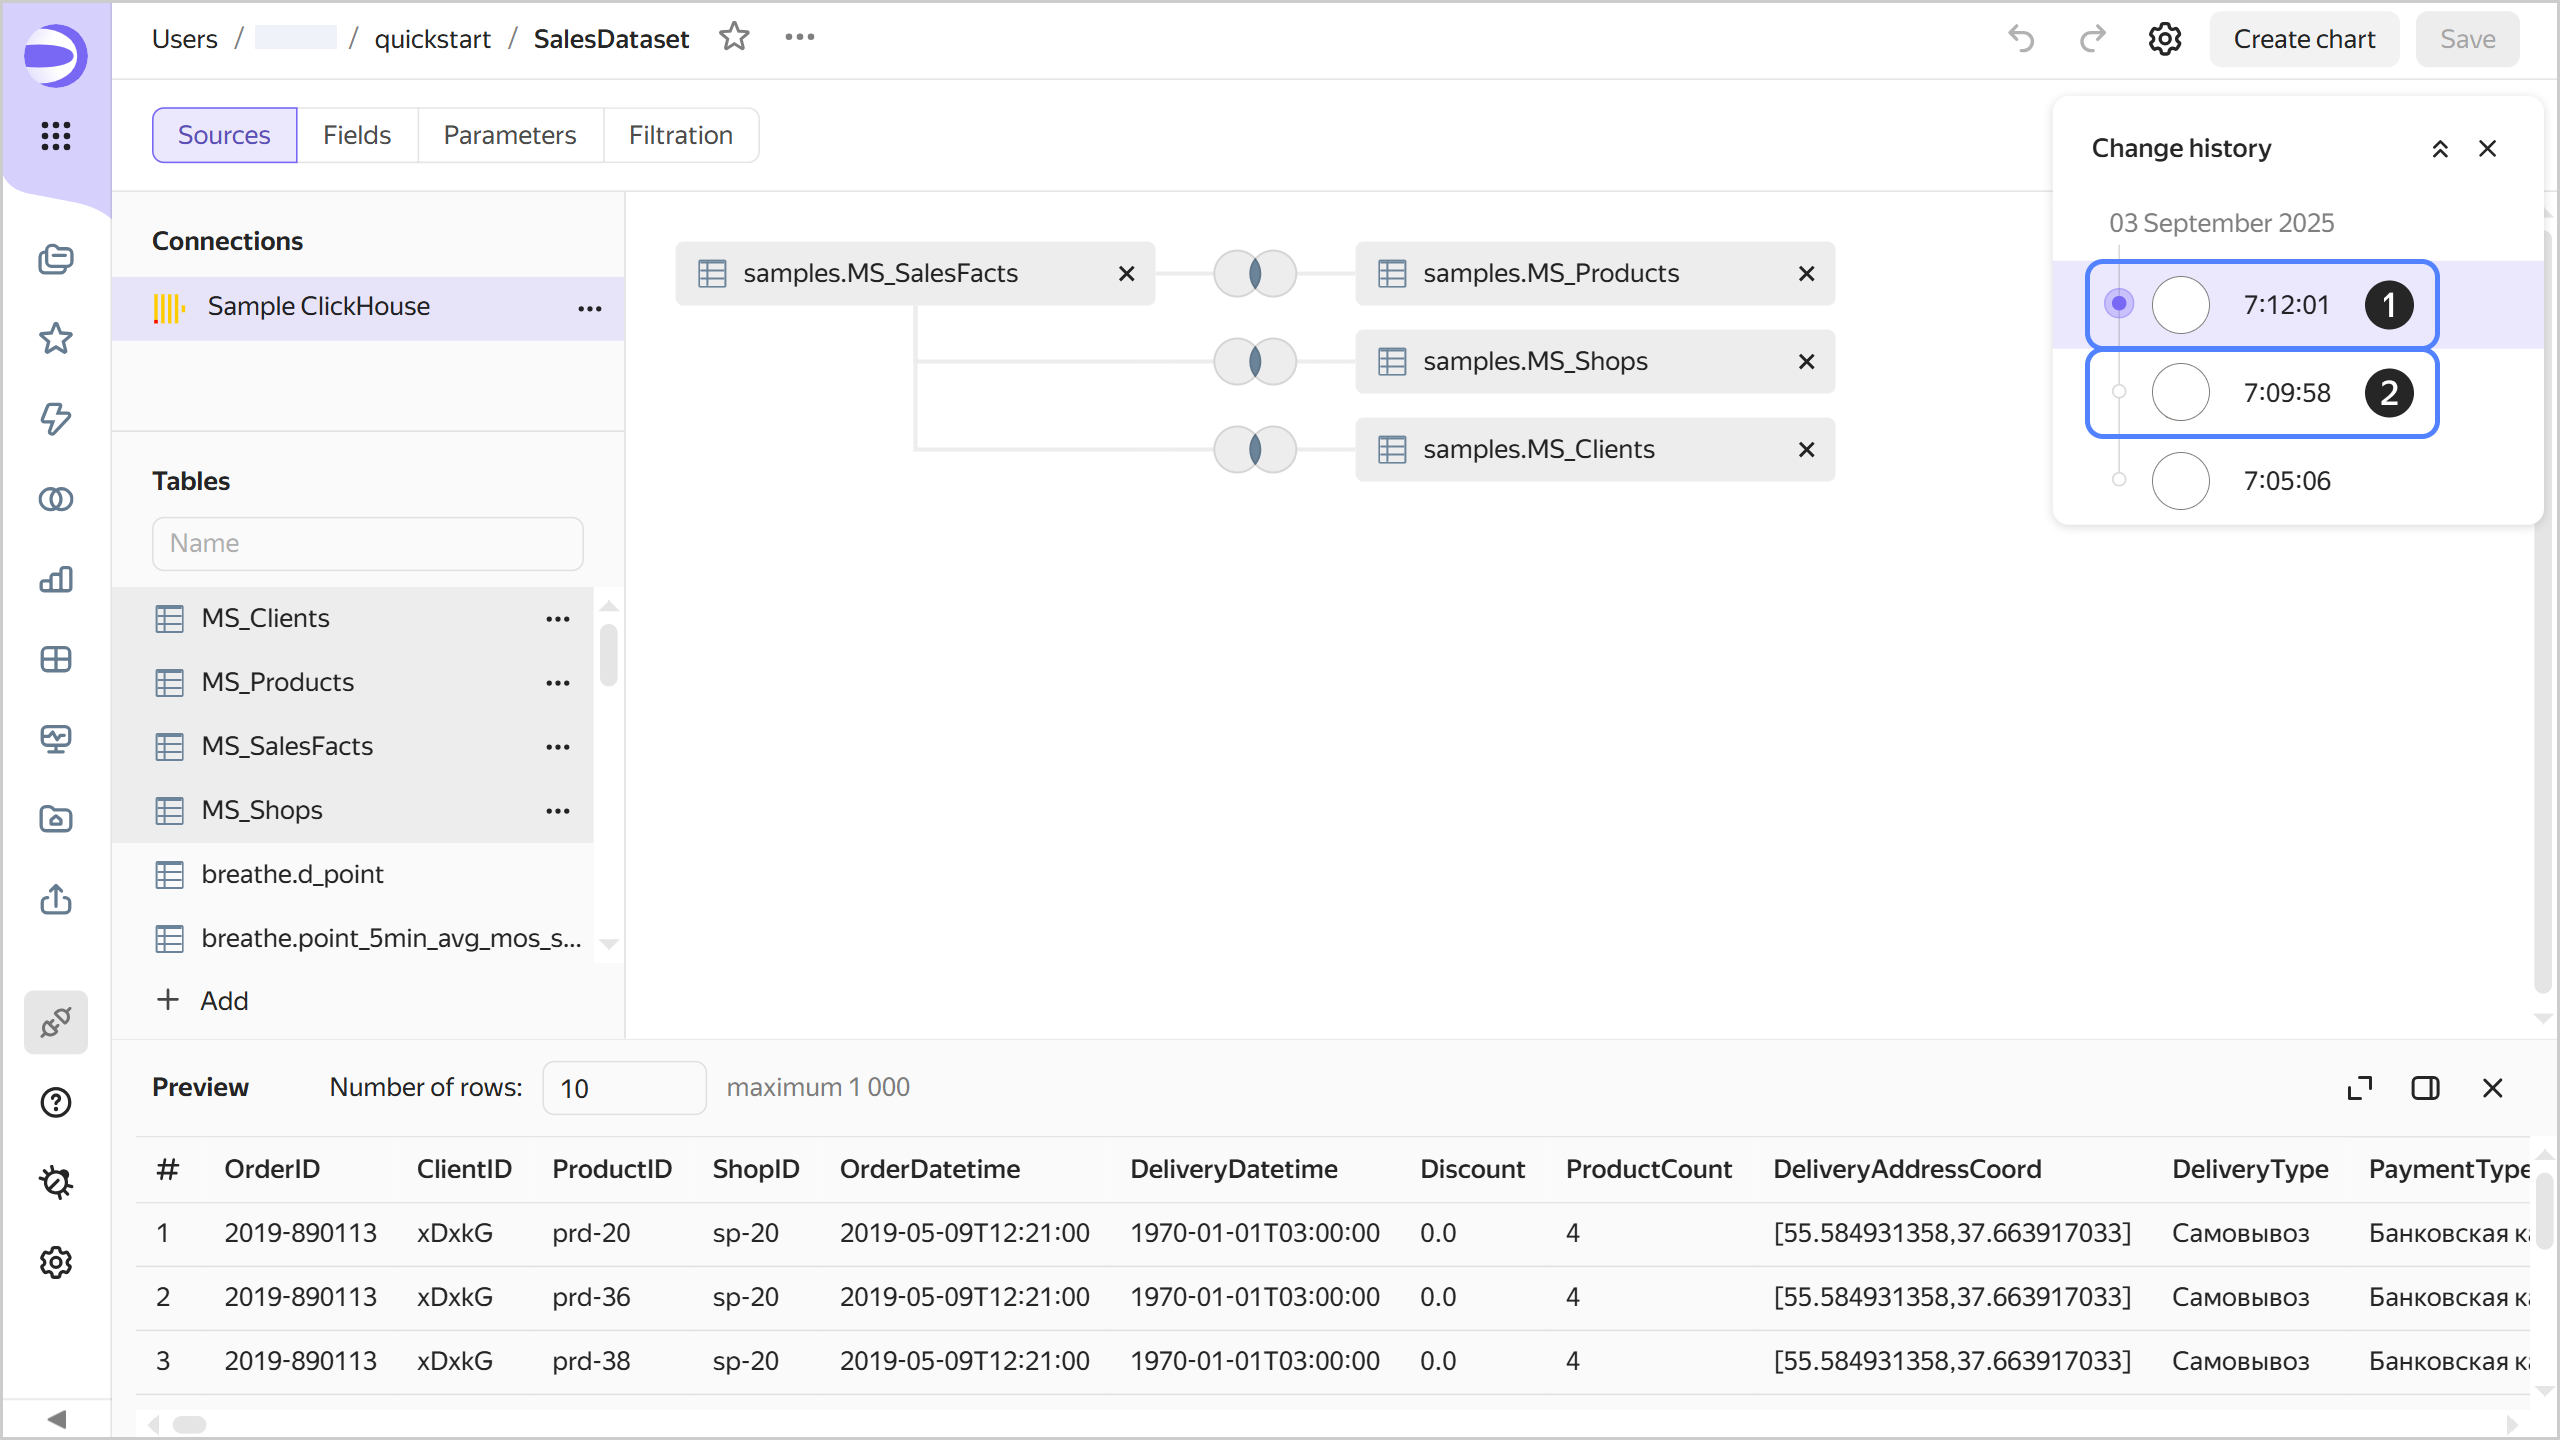 Users / / quickstart / SalesDataset
Create chart
Save
Sources
Fields
Parameters
Filtration
Change history
03 September 2025
7:12:01 1
7:09:58 2
7:05:06
Connections
Sample ClickHouse
samples.MS_SalesFacts
samples.MS_Products
samples.MS_Shops
samples.MS_Clients
Tables
Name
MS_Clients
MS_Products
MS_SalesFacts
MS_Shops
breathe.d_point
breathe.point_5min_avg_mos_s...
Add
Preview
Number of rows: 10 maximum 1 000
# OrderID ClientID ProductID ShopID OrderDatetime DeliveryDatetime Discount ProductCount DeliveryAddressCoord DeliveryType PaymentType
1 2019-890113 xDxkG prd-20 sp-20 2019-05-09T12:21:00 1970-01-01T03:00:00 0.0 4 [55.584931358,37.663917033] Самовывоз Банковская ка
2 2019-890113 xDxkG prd-36 sp-20 2019-05-09T12:21:00 1970-01-01T03:00:00 0.0 4 [55.584931358,37.663917033] Самовывоз Банковская ка
3 2019-890113 xDxkG prd-38 sp-20 2019-05-09T12:21:00 1970-01-01T03:00:00 0.0 4 [55.584931358,37.663917033] Самовывоз Банковская ка